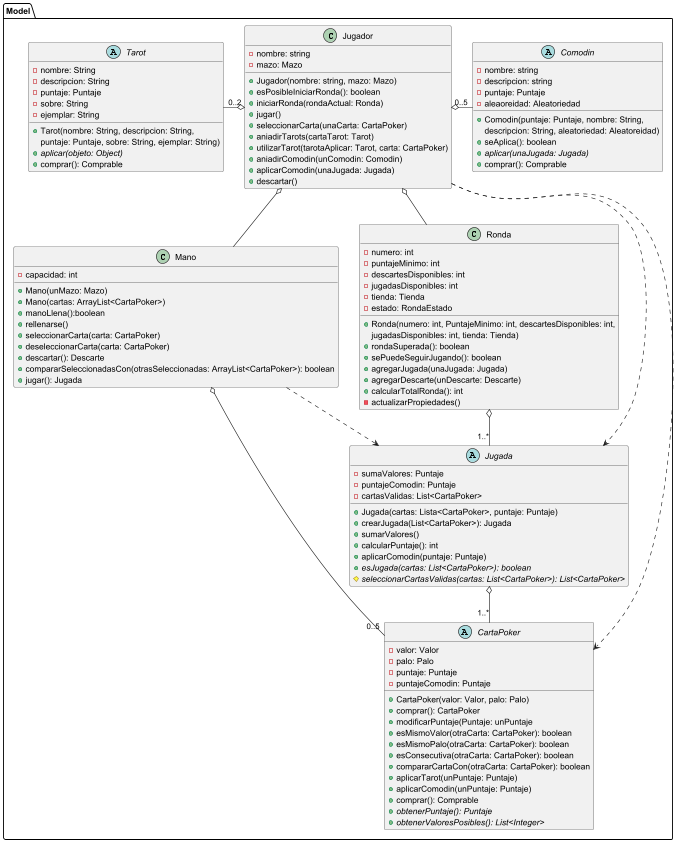 Model
C Jugador
nombre: string
mazo: Mazo
Jugador(nombre: string, mazo: Mazo)
esPosibleIniciarRonda(): boolean
iniciarRonda(rondaActual: Ronda)
jugar()
seleccionarCarta(unaCarta: CartaPoker)
aniadirTarots(cartaTarot: Tarot)
utilizarTarot(tarotaAplicar: Tarot, carta: CartaPoker)
aniadirComodin(unComodin: Comodin)
aplicarComodin(unaJugada: Jugada)
descartar()
A Tarot
nombre: String
descripcion: String
puntaje: Puntaje
sobre: String
ejemplar: String
Tarot(nombre: String, descripcion: String,
puntaje: Puntaje, sobre: String, ejemplar: String)
aplicar(objeto: Object)
comprar(): Comprable
0..2
A Comodin
nombre: string
descripcion: string
puntaje: Puntaje
aleaoreidad: Aleatoriedad
Comodin(puntaje: Puntaje, nombre: String,
descripcion: String, aleatoriedad: Aleatoreidad)
seAplica(): boolean
aplicar(unaJugada: Jugada)
comprar(): Comprable
0..5
C Mano
capacidad: int
Mano(unMazo: Mazo)
Mano(cartas: ArrayList<CartaPoker>)
manoLlena():boolean
rellenarse()
seleccionarCarta(carta: CartaPoker)
deseleccionarCarta(carta: CartaPoker)
descartar(): Descarte
compararSeleccionadasCon(otrasSeleccionadas: ArrayList<CartaPoker>): boolean
jugar(): Jugada
C Ronda
numero: int
puntajeMinimo: int
descartesDisponibles: int
jugadasDisponibles: int
tienda: Tienda
estado: RondaEstado
Ronda(numero: int, PuntajeMinimo: int, descartesDisponibles: int,
jugadasDisponibles: int, tienda: Tienda)
rondaSuperada(): boolean
sePuedeSeguirJugando(): boolean
agregarJugada(unaJugada: Jugada)
agregarDescarte(unDescarte: Descarte)
calcularTotalRonda(): int
actualizarPropiedades()
1..*
A Jugada
sumaValores: Puntaje
puntajeComodin: Puntaje
cartasValidas: List<CartaPoker>
Jugada(cartas: Lista<CartaPoker>, puntaje: Puntaje)
crearJugada(List<CartaPoker>): Jugada
sumarValores()
calcularPuntaje(): int
aplicarComodin(puntaje: Puntaje)
esJugada(cartas: List<CartaPoker>): boolean
seleccionarCartasValidas(cartas: List<CartaPoker>): List<CartaPoker>
1..*
0..5
A CartaPoker
valor: Valor
palo: Palo
puntaje: Puntaje
puntajeComodin: Puntaje
CartaPoker(valor: Valor, palo: Palo)
comprar(): CartaPoker
modificarPuntaje(Puntaje: unPuntaje
esMismoValor(otraCarta: CartaPoker): boolean
esMismoPalo(otraCarta: CartaPoker): boolean
esConsecutiva(otraCarta: CartaPoker): boolean
compararCartaCon(otraCarta: CartaPoker): boolean
aplicarTarot(unPuntaje: Puntaje)
aplicarComodin(unPuntaje: Puntaje)
comprar(): Comprable
obtenerPuntaje(): Puntaje
obtenerValoresPosibles(): List<Integer>